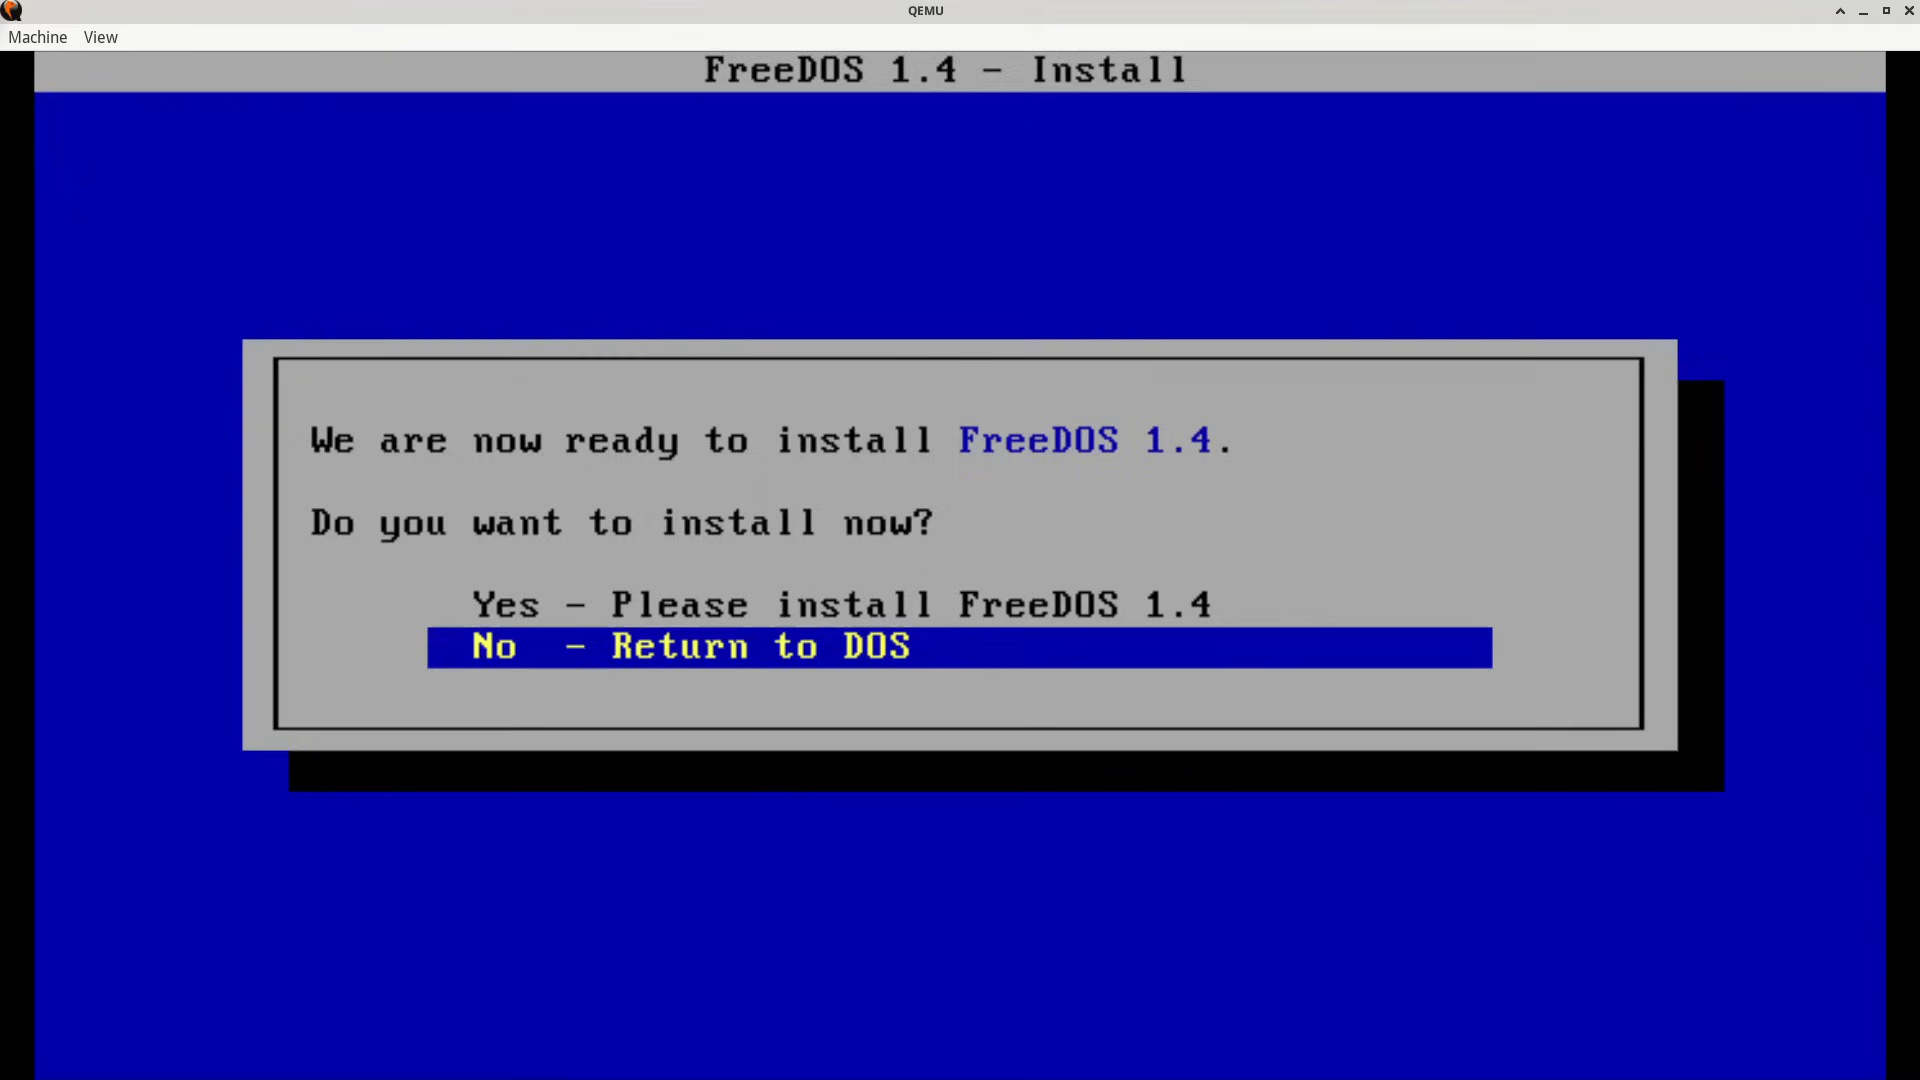 QEMU
Machine View
FreeDOS 1.4 - Install
We are now ready to install FreeDOS 1.4.
Do you want to install now?
Yes - Please install FreeDOS 1.4
No - Return to DOS